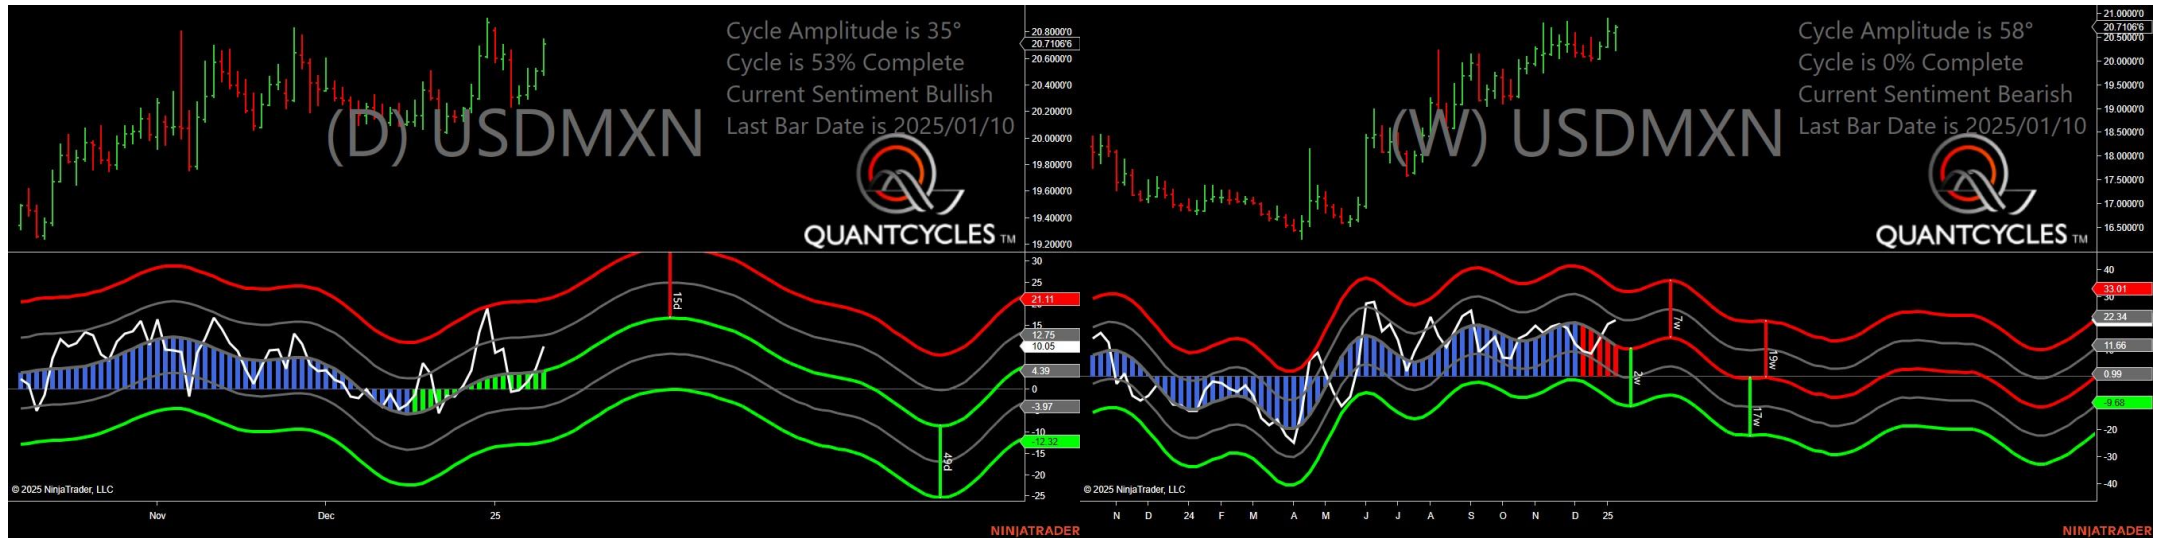 Cycle Amplitude is 35°
Cycle is 53% Complete
Current Sentiment Bullish
Last Bar Date is 2025/01/10
(D) USDMXN
QUANTCYCLES TM
20.8000'0
20.7106'6
20.6000'0
20.4000'0
20.2000'0
20.0000'0
19.8000'0
19.6000'0
19.4000'0
19.2000'0
30
25
21.11
15
12.75
10.05
4.39
0
-3.97
-10
-12.32
-15
-20
-25
15d
49d
© 2025 NinjaTrader, LLC
Nov
Dec
25
NINJATRADER
Cycle Amplitude is 58°
Cycle is 0% Complete
Current Sentiment Bearish
Last Bar Date is 2025/01/10
(W) USDMXN
QUANTCYCLES TM
21.0000'0
20.7106'6
20.5000'0
20.0000'0
19.5000'0
19.0000'0
18.5000'0
18.0000'0
17.5000'0
17.0000'0
16.5000'0
40
33.01
30
22.34
11.66
0.99
-9.68
-20
-30
-40
2w
7w
17w
19w
© 2025 NinjaTrader, LLC
N D 24 F M A M J J A S O N D 25
NINJATRADER